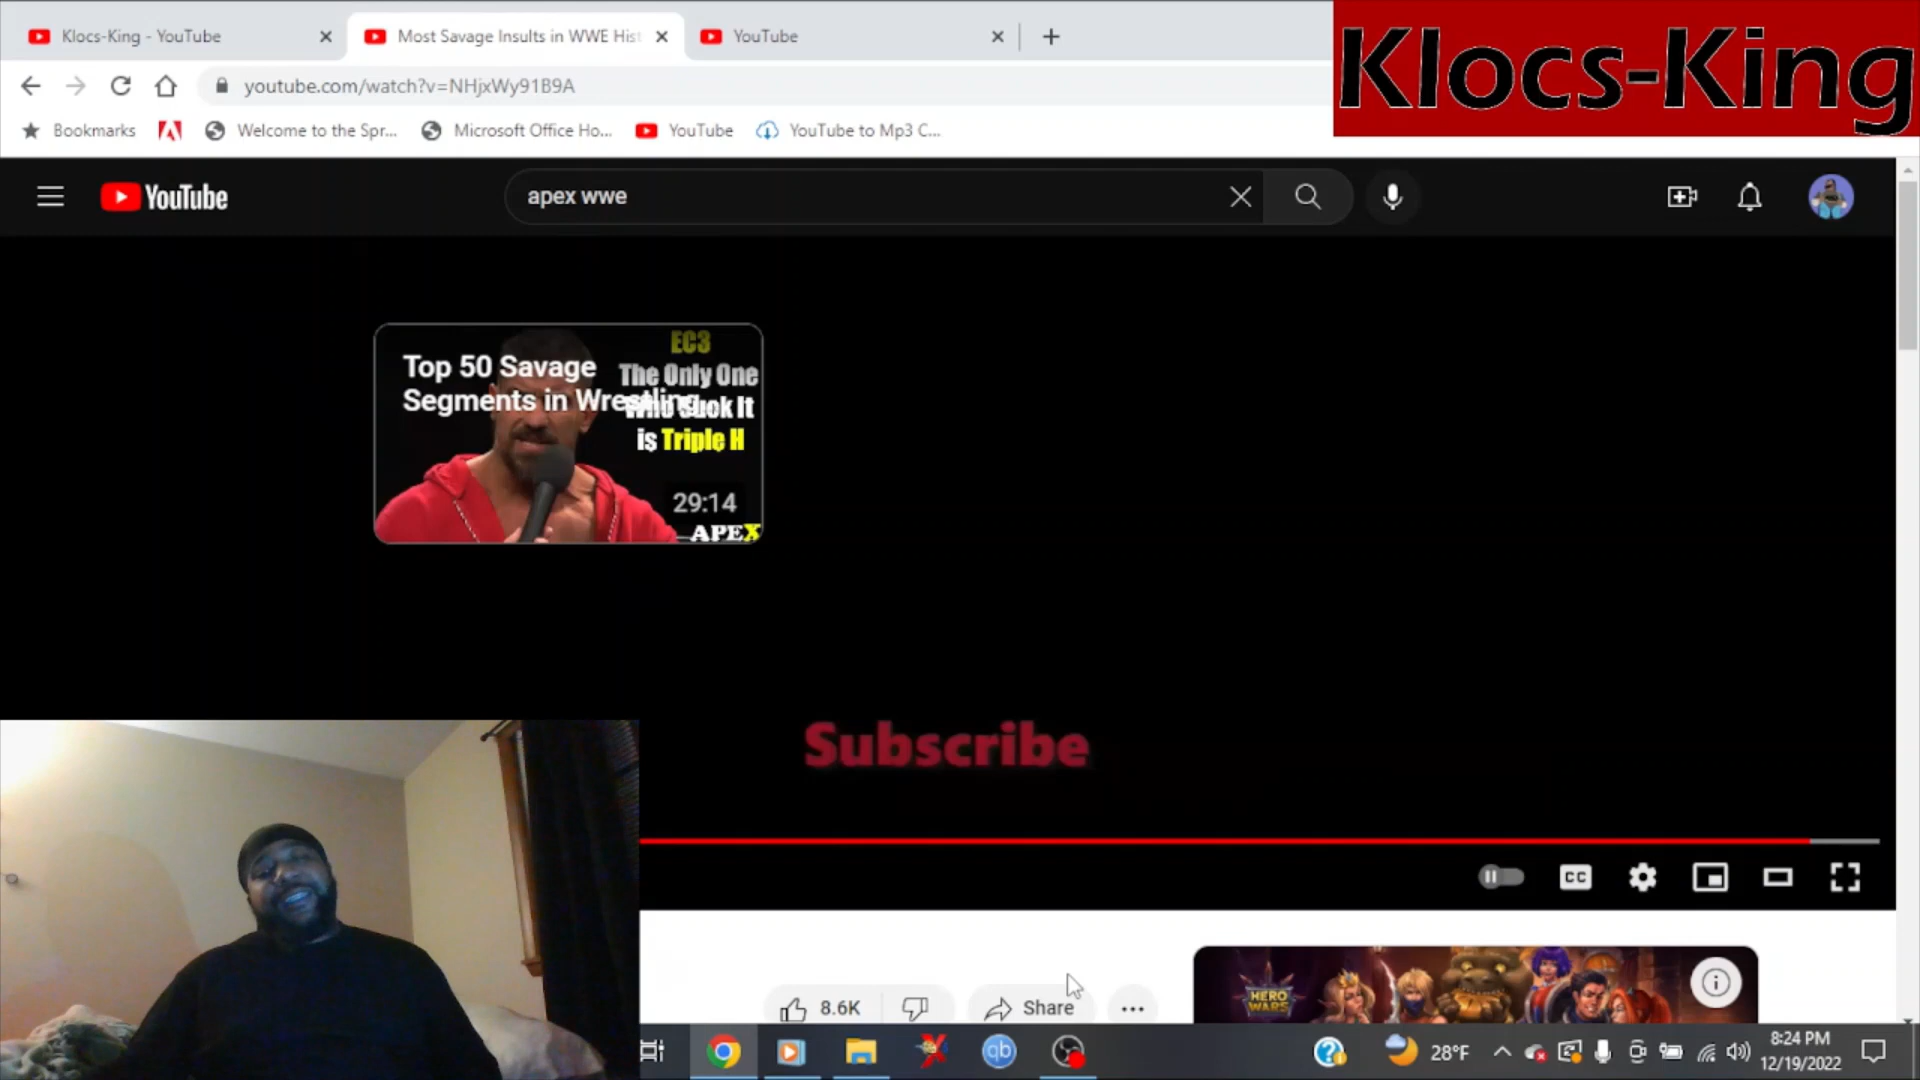 Klocs-King - YouTube
Most Savage Insults in WWE Hist
YouTube
Klocs-King
youtube.com/watch?v=NHjxWy91B9A
Bookmarks
Welcome to the Spr...
Microsoft Office Ho...
YouTube
YouTube to Mp3 C...
YouTube
apex wwe
Top 50 Savage
Segments in Wrestling
EC3
The Only One
Who Suck It
is Triple H
29:14
APEX
Subscribe
CC
8.6K
Share
HERO
WARS
qb
28°F
8:24 PM
12/19/2022